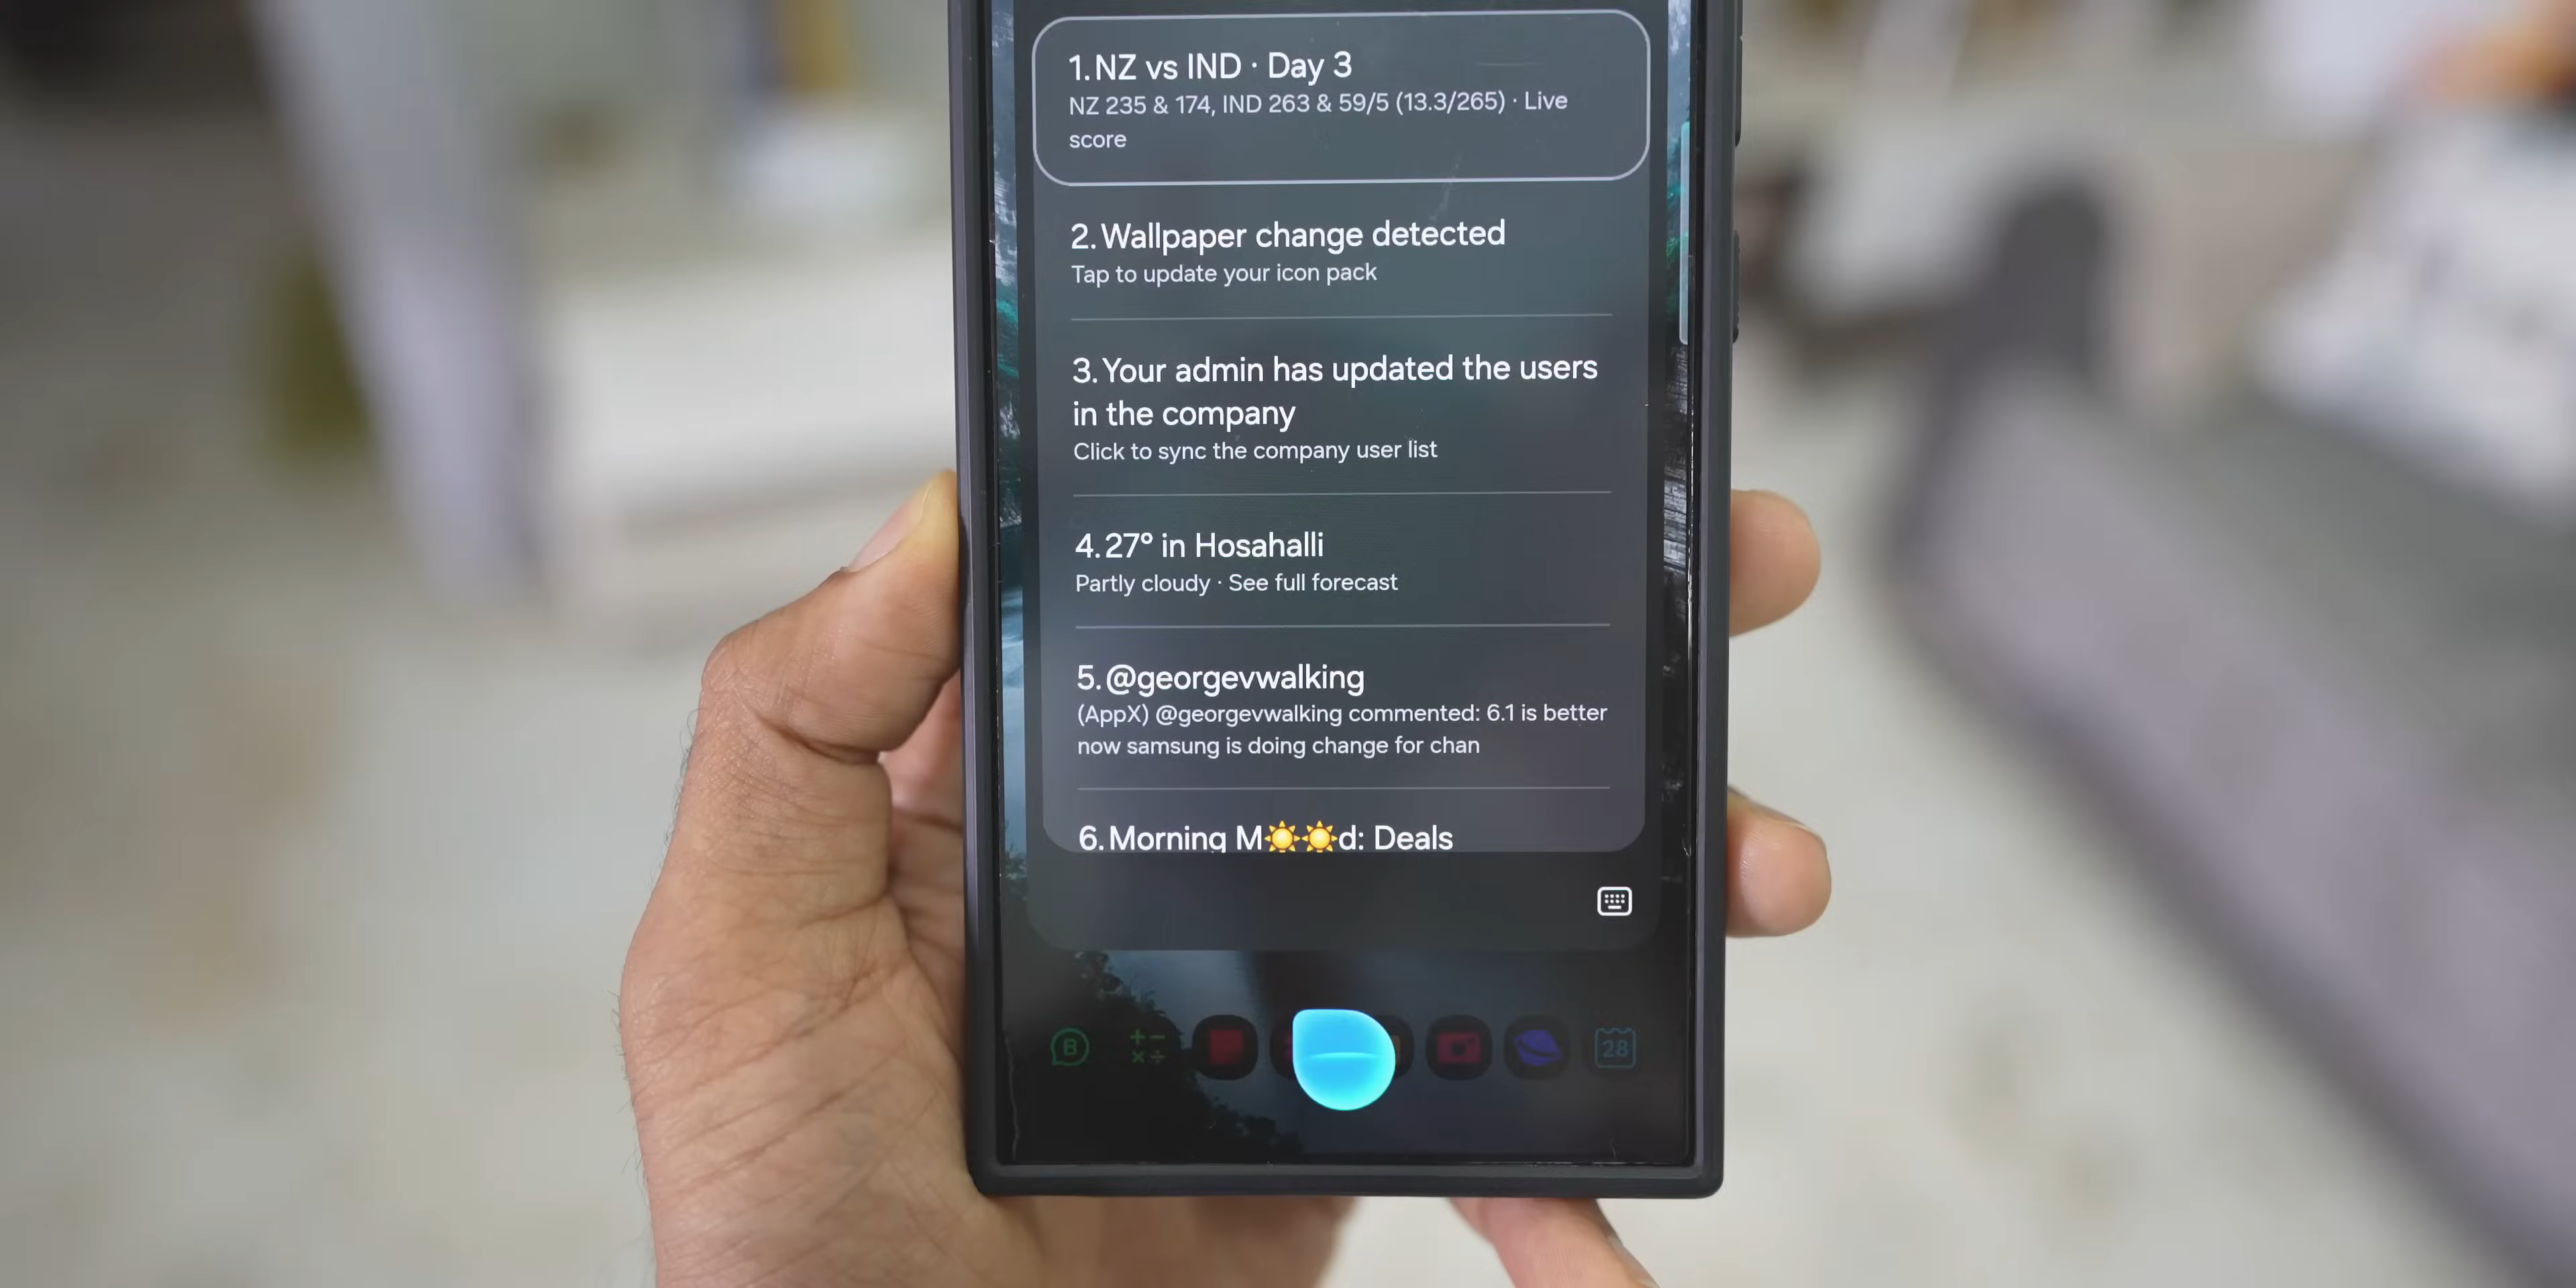 1. NZ vs IND · Day 3
NZ 235 & 174, IND 263 & 59/5 (13.3/265) · Live
score
2. Wallpaper change detected
Tap to update your icon pack
3. Your admin has updated the users
in the company
Click to sync the company user list
4. 27° in Hosahalli
Partly cloudy · See full forecast
5. @georgevwalking
(AppX) @georgevwalking commented: 6.1 is better
now samsung is doing change for chan
6. Morning M☀️☀️d: Deals
B
28